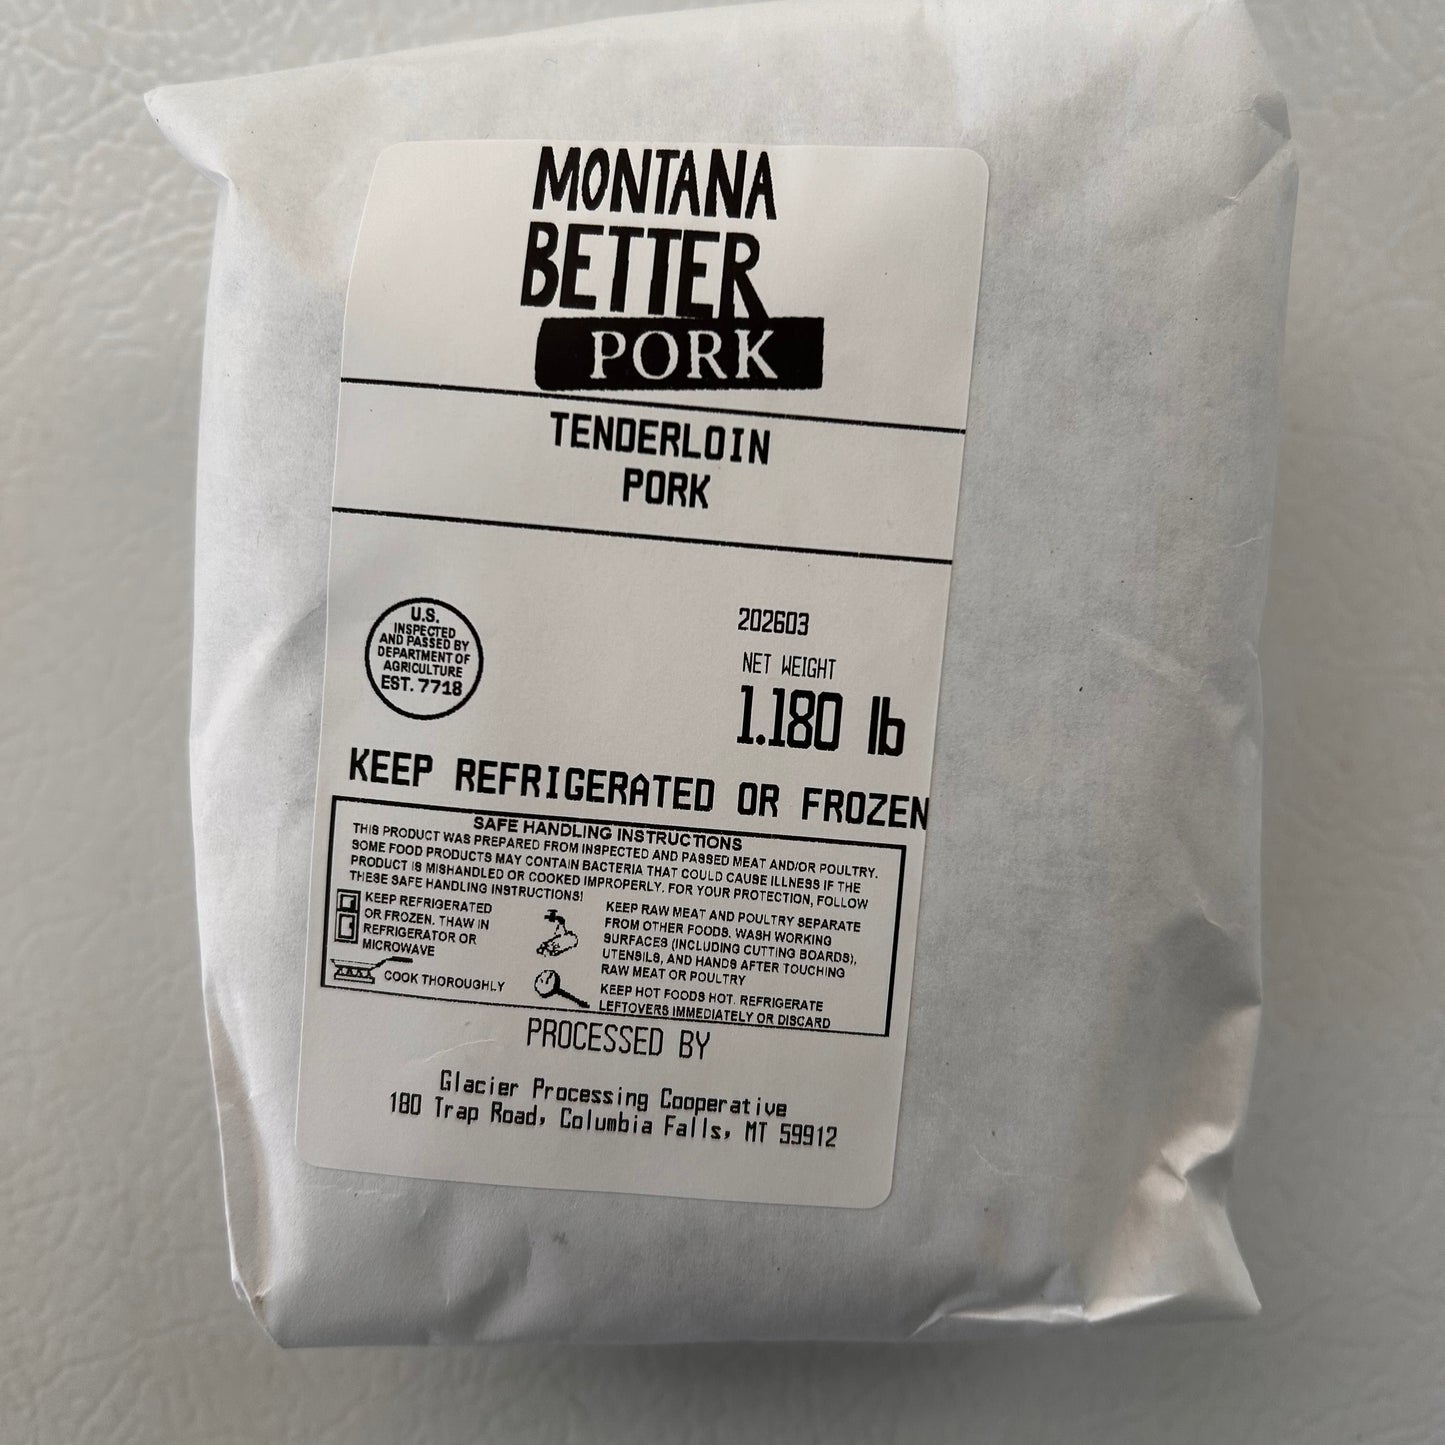 MONTANA
BETTER
PORK
TENDERLOIN
PORK
U.S.
INSPECTED
AND PASSED BY
DEPARTMENT OF
AGRICULTURE
EST. 7718
202603
NET WEIGHT
1.180 lb
KEEP REFRIGERATED OR FROZEN
SAFE HANDLING INSTRUCTIONS
THIS PRODUCT WAS PREPARED FROM INSPECTED AND PASSED MEAT AND/OR POULTRY.
SOME FOOD PRODUCTS MAY CONTAIN BACTERIA THAT COULD CAUSE ILLNESS IF THE
PRODUCT IS MISHANDLED OR COOKED IMPROPERLY. FOR YOUR PROTECTION, FOLLOW
THESE SAFE HANDLING INSTRUCTIONS!
KEEP REFRIGERATED
OR FROZEN. THAW IN
REFRIGERATOR OR
MICROWAVE
COOK THOROUGHLY
KEEP RAW MEAT AND POULTRY SEPARATE
FROM OTHER FOODS. WASH WORKING
SURFACES (INCLUDING CUTTING BOARDS),
UTENSILS, AND HANDS AFTER TOUCHING
RAW MEAT OR POULTRY
KEEP HOT FOODS HOT. REFRIGERATE
LEFTOVERS IMMEDIATELY OR DISCARD
PROCESSED BY
Glacier Processing Cooperative
180 Trap Road, Columbia Falls, MT 59912